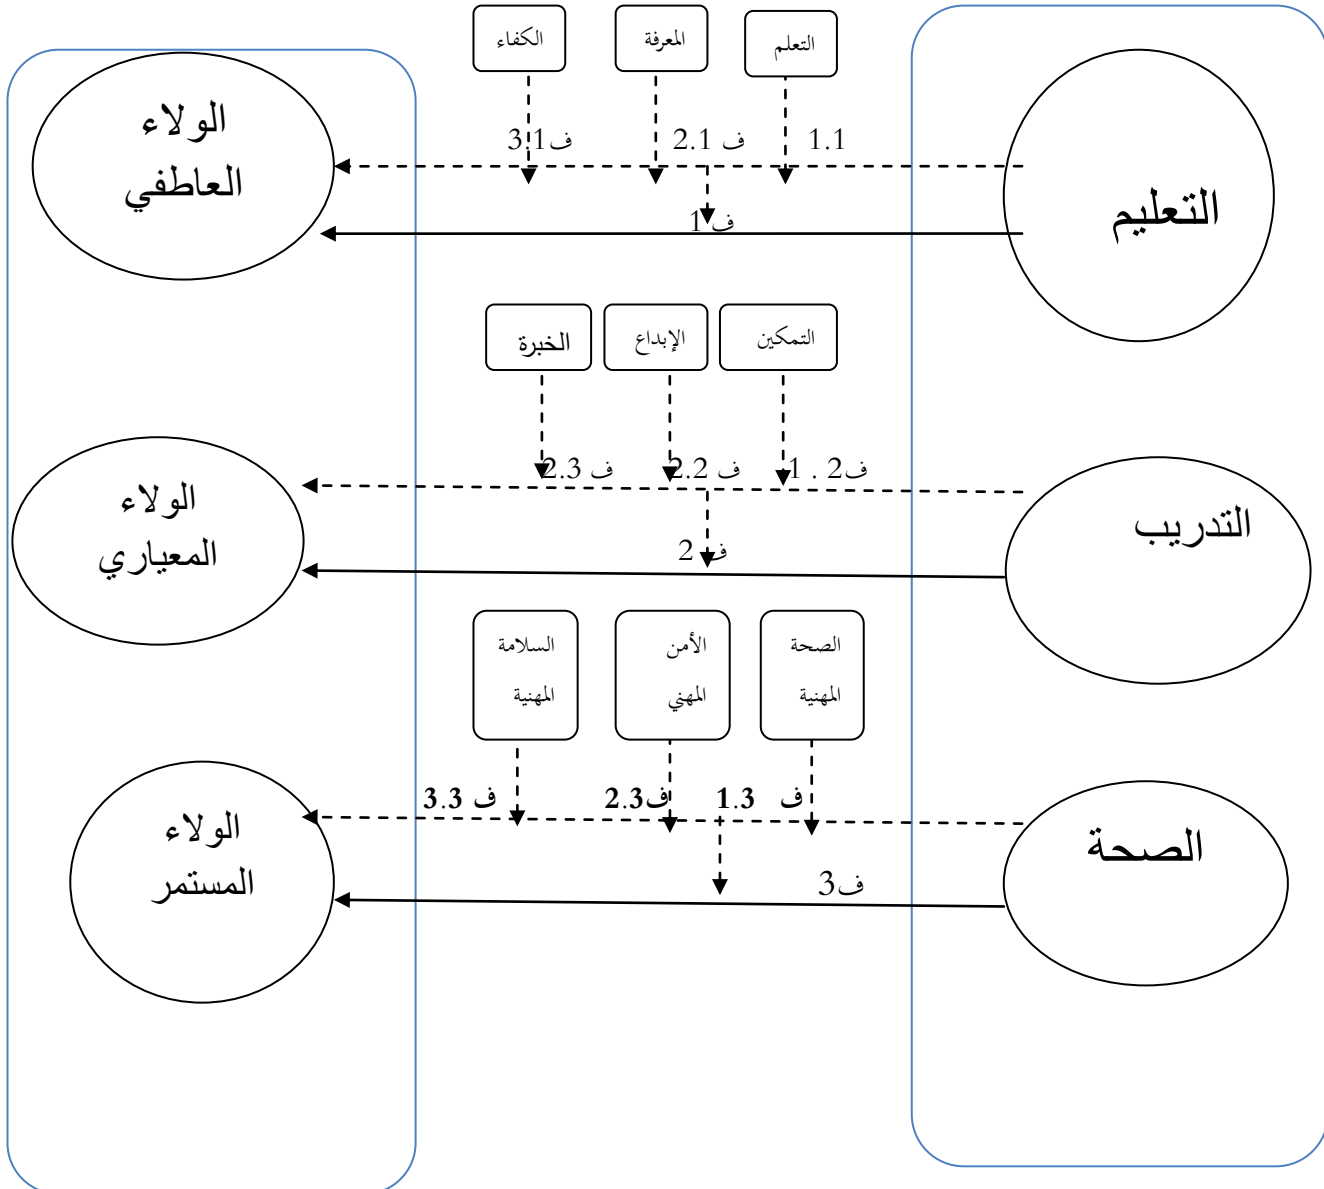 التعلم
المعرفة
الكفاء
1.1
ف 2.1
ف3.1
التعليم
الولاء
العاطفي
ف 1
التمكين
الإبداع
الخبرة
ف2 . 1
ف 2.2
ف 2.3
التدريب
الولاء
المعياري
ف 2
الصحة
المهنية
الأمن
المهني
السلامة
المهنية
ف 1.3
ف2.3
ف 3.3
الصحة
الولاء
المستمر
ف3